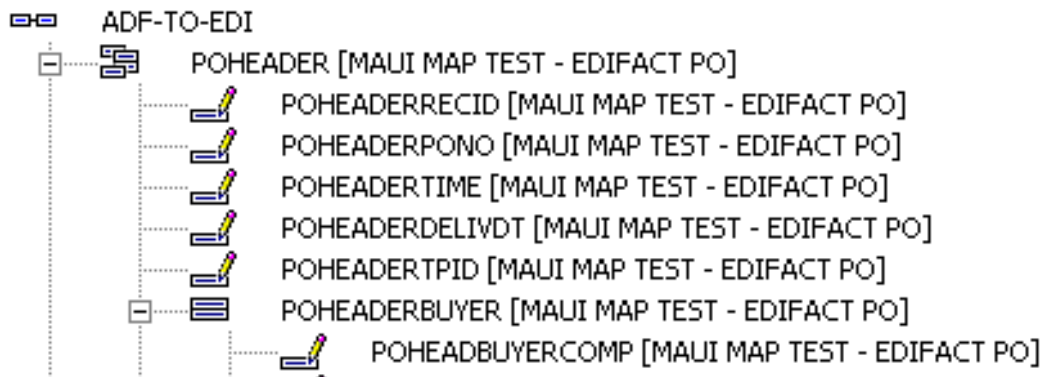 ADF-TO-EDI
POHEADER [MAUI MAP TEST - EDIFACT PO]
POHEADERRECID [MAUI MAP TEST - EDIFACT PO]
POHEADERPONO [MAUI MAP TEST - EDIFACT PO]
POHEADERTIME [MAUI MAP TEST - EDIFACT PO]
POHEADERDELIVDT [MAUI MAP TEST - EDIFACT PO]
POHEADERTPID [MAUI MAP TEST - EDIFACT PO]
POHEADERBUYER [MAUI MAP TEST - EDIFACT PO]
POHEADBUYERCOMP [MAUI MAP TEST - EDIFACT PO]